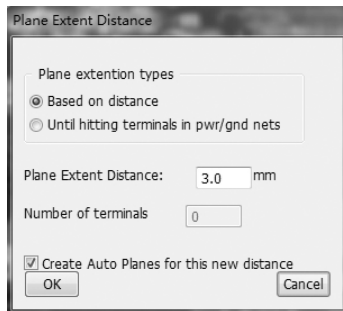 Plane Extent Distance
Plane extention types
Based on distance
Until hitting terminals in pwr/gnd nets
Plane Extent Distance: 3.0 mm
Number of terminals 0
Create Auto Planes for this new distance
OK Cancel